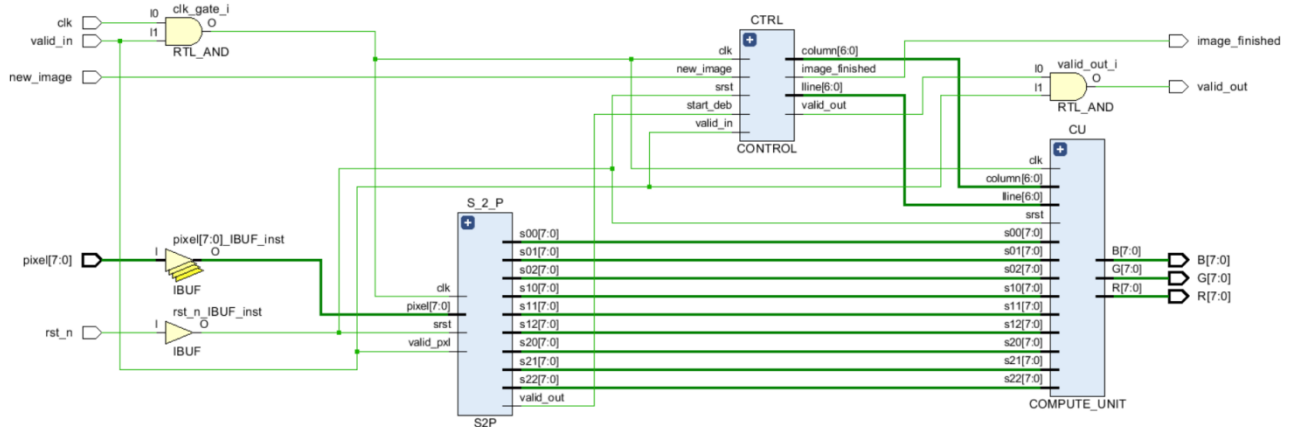 clk
valid_in
new_image
clk_gate_i
I0
I1
O
RTL_AND
CTRL
clk
new_image
srst
start_deb
valid_in
column[6:0]
image_finished
lline[6:0]
valid_out
CONTROL
valid_out_i
I0
I1
O
RTL_AND
image_finished
valid_out
pixel[7:0]
pixel[7:0]_IBUF_inst
I
O
IBUF
rst_n
rst_n_IBUF_inst
I
O
IBUF
S_2_P
clk
pixel[7:0]
srst
valid_pxl
s00[7:0]
s01[7:0]
s02[7:0]
s10[7:0]
s11[7:0]
s12[7:0]
s20[7:0]
s21[7:0]
s22[7:0]
valid_out
S2P
CU
clk
column[6:0]
lline[6:0]
srst
s00[7:0]
s01[7:0]
s02[7:0]
s10[7:0]
s11[7:0]
s12[7:0]
s20[7:0]
s21[7:0]
s22[7:0]
B[7:0]
G[7:0]
R[7:0]
COMPUTE_UNIT
B[7:0]
G[7:0]
R[7:0]